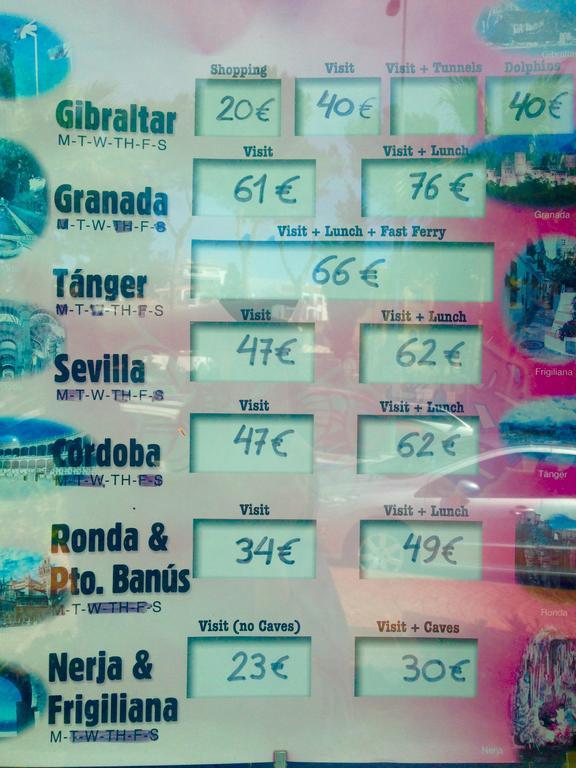 Shopping Visit Visit + Tunnels Dolphins
Gibraltar 20€ 40€ 40€
M-T-W-TH-F-S
Visit Visit + Lunch
Granada 61€ 76€
M-T-W-TH-F-S
Granada
Visit + Lunch + Fast Ferry
Tánger 66€
M-T-W-TH-F-S
Visit Visit + Lunch
Sevilla 47€ 62€
M-T-W-TH-F-S
Frigiliana
Visit Visit + Lunch
Córdoba 47€ 62€
M-T-W-TH-F-S
Tánger
Visit Visit + Lunch
Ronda & 34€ 49€
Pto. Banús
M-T-W-TH-F-S
Ronda
Visit (no Caves) Visit + Caves
Nerja & 23€ 30€
Frigiliana
M-T-W-TH-F-S
Nerja